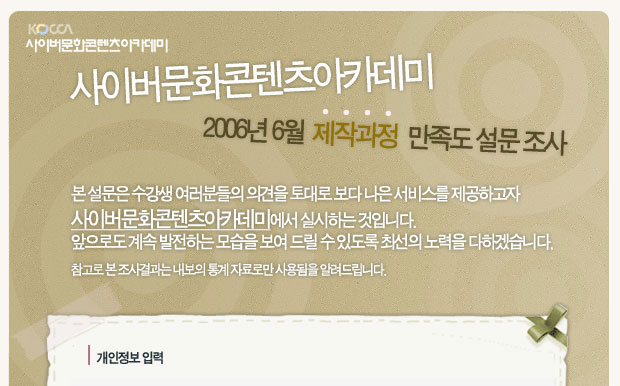 KOCCA
사이버문화콘텐츠아카데미
사이버문화콘텐츠아카데미
2006년 6월 제작과정 만족도 설문 조사
본 설문은 수강생 여러분들의 의견을 토대로 보다 나은 서비스를 제공하고자
사이버문화콘텐츠아카데미에서 실시하는 것입니다.
앞으로도 계속 발전하는 모습을 보여 드릴 수 있도록 최선의 노력을 다하겠습니다.
참고로 본 조사결과는 내보의 통계 자료로만 사용됨을 알려드립니다.
개인정보 입력